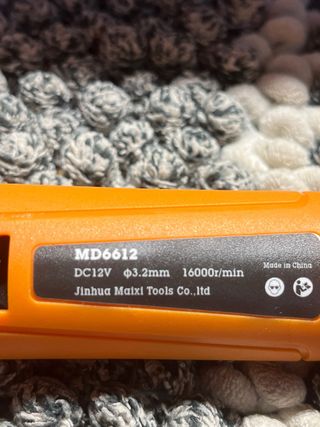 MD6612
DC12V φ3.2mm 16000r/min
Jinhua Maixi Tools Co.,ltd
Made in China